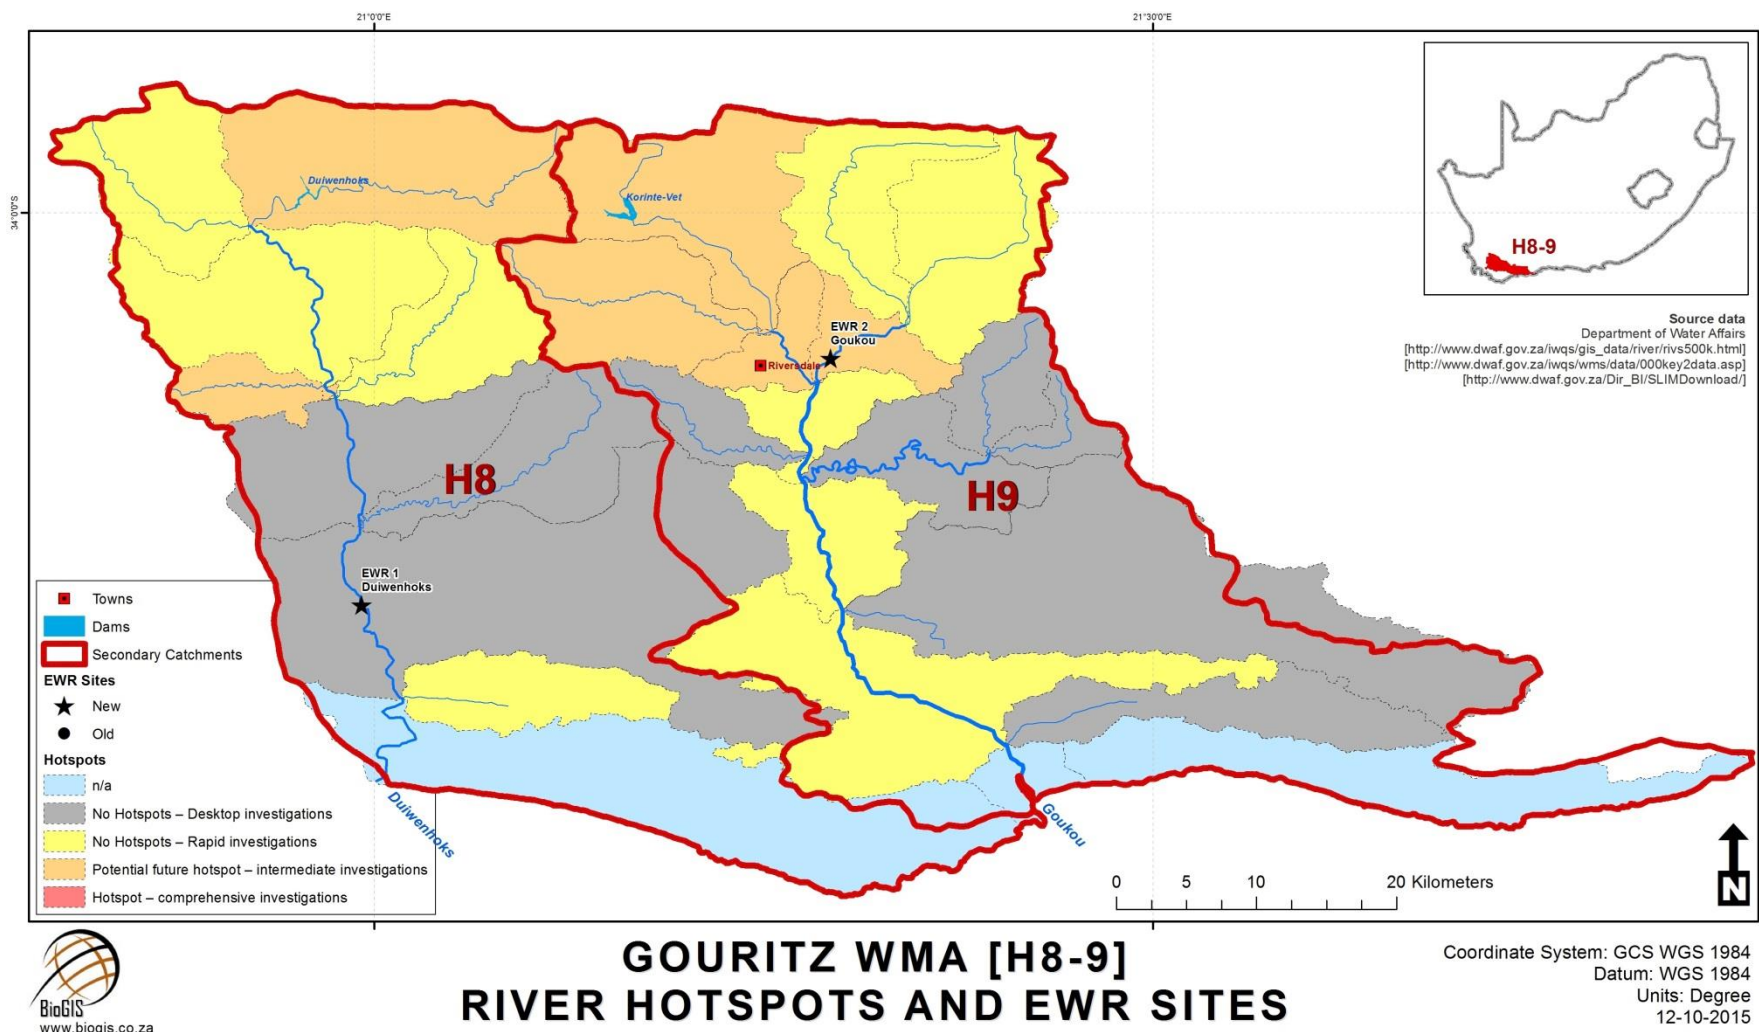 21°0'0"E
21°30'0"E
34°0'0"S
Duiwenhoks
Korinte-Vet
EWR 2
Goukou
Riversdale
H8
H9
EWR 1
Duiwenhoks
Duiwenhoks
Goukou
H8-9
Source data
Department of Water Affairs
[http://www.dwaf.gov.za/iwqs/gis_data/river/rivs500k.html]
[http://www.dwaf.gov.za/iwqs/wms/data/000key2data.asp]
[http://www.dwaf.gov.za/Dir_BI/SLIMDownload/]
Towns
Dams
Secondary Catchments
EWR Sites
New
Old
Hotspots
n/a
No Hotspots – Desktop investigations
No Hotspots – Rapid investigations
Potential future hotspot – intermediate investigations
Hotspot – comprehensive investigations
0 5 10 20 Kilometers
N
BioGIS
www.biogis.co.za
GOURITZ WMA [H8-9]
RIVER HOTSPOTS AND EWR SITES
Coordinate System: GCS WGS 1984
Datum: WGS 1984
Units: Degree
12-10-2015